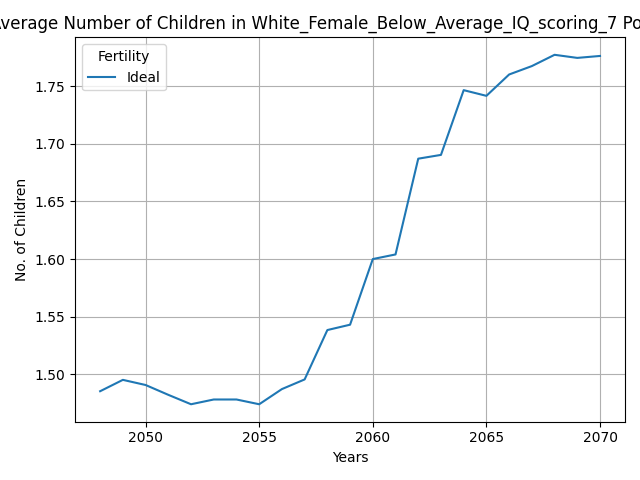 Average Number of Children in White_Female_Below_Average_IQ_scoring_7 Po
Fertility
Ideal
1.75
1.70
1.65
1.60
1.55
1.50
No. of Children
2050 2055 2060 2065 2070
Years